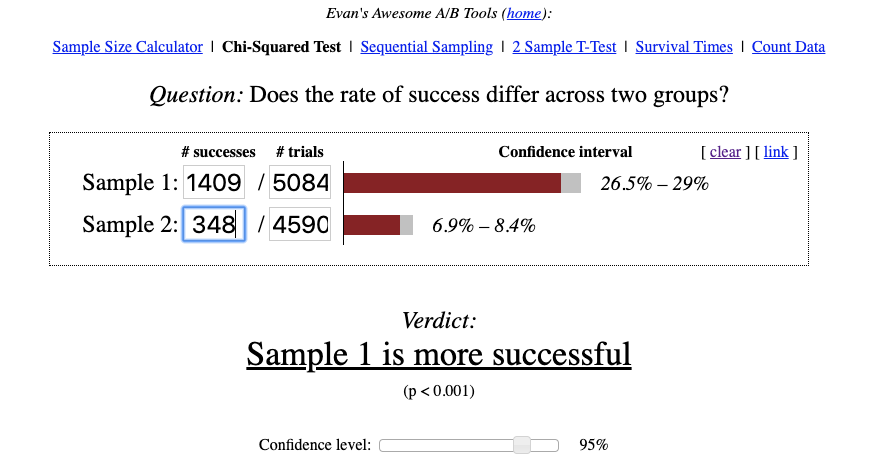 Evan's Awesome A/B Tools (home):
Sample Size Calculator | Chi-Squared Test | Sequential Sampling | 2 Sample T-Test | Survival Times | Count Data
Question: Does the rate of success differ across two groups?
# successes # trials Confidence interval [ clear ] [ link ]
Sample 1: 1409 / 5084 26.5% – 29%
Sample 2: 348 / 4590 6.9% – 8.4%
Verdict:
Sample 1 is more successful
(p < 0.001)
Confidence level: 95%